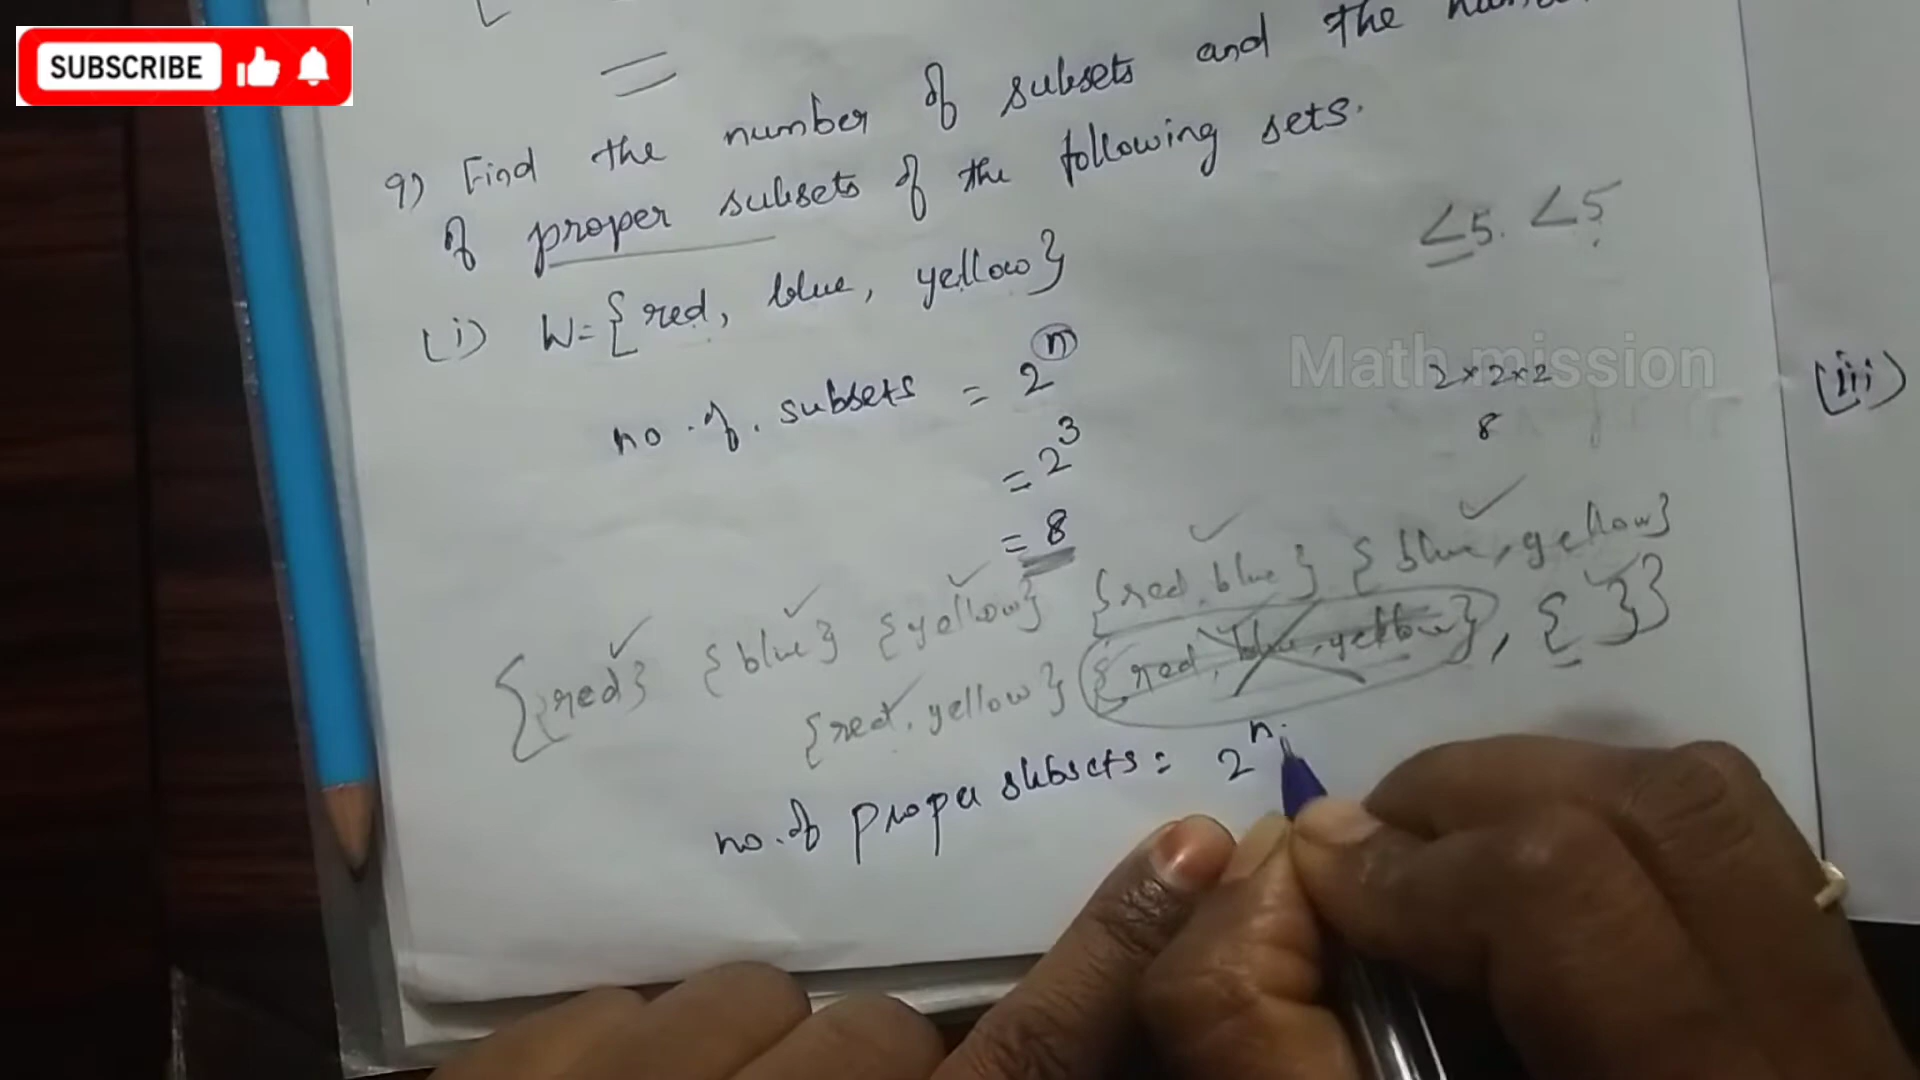 SUBSCRIBE
9) Find the number of subsets and the
of proper subsets of the following sets.
≤5. <5
(i) W={red, blue, yellow}
Math mission
no. of. subsets = 2^n
2×2×2
8
(iii)
= 2^3
= 8
{{red} {blue} {yellow} {red, blue} {blue, yellow}
{red, yellow} {red, blue, yellow}, { }}
no. of proper subsets = 2^n